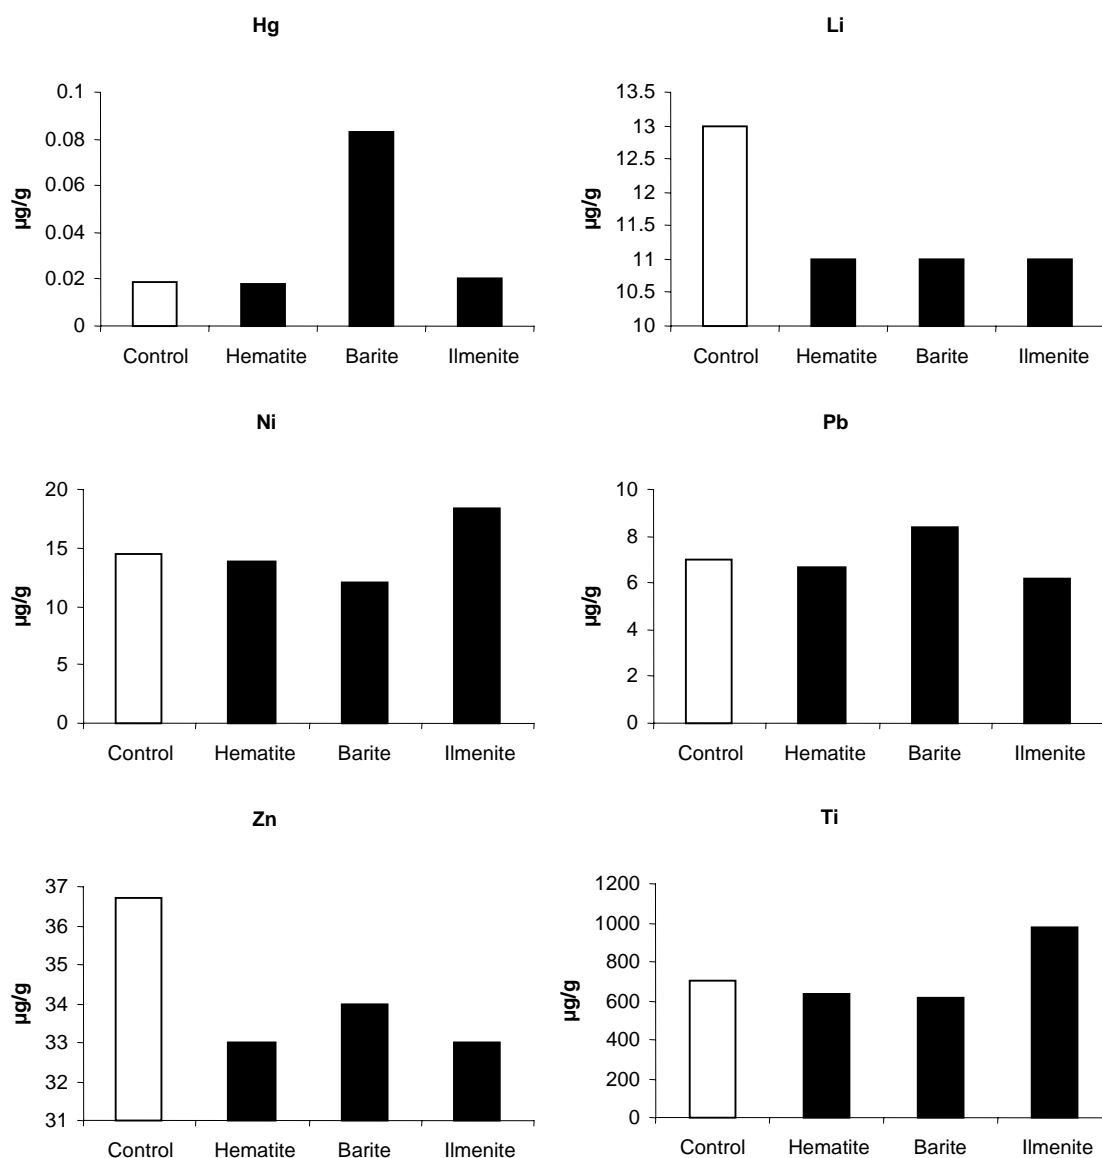 Hg
0.1
0.08
0.06
0.04
0.02
0
µg/g
Control Hematite Barite Ilmenite
Li
13.5
13
12.5
12
11.5
11
10.5
10
µg/g
Control Hematite Barite Ilmenite
Ni
20
15
10
5
0
µg/g
Control Hematite Barite Ilmenite
Pb
10
8
6
4
2
0
µg/g
Control Hematite Barite Ilmenite
Zn
37
36
35
34
33
32
31
µg/g
Control Hematite Barite Ilmenite
Ti
1200
1000
800
600
400
200
0
µg/g
Control Hematite Barite Ilmenite